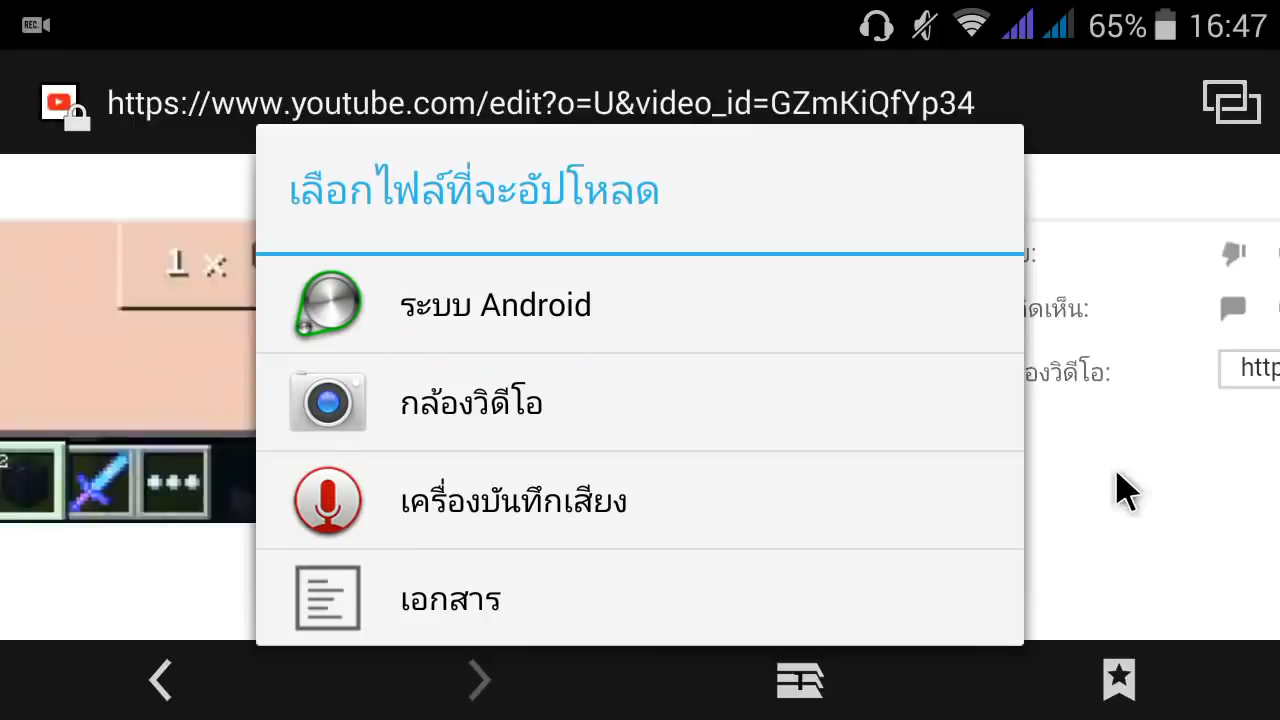 REC.
65% 16:47
https://www.youtube.com/edit?o=U&video_id=GZmKiQfYp34
เลือกไฟล์ที่จะอัปโหลด
1 x
ระบบ Android
กล้องวิดีโอ
เครื่องบันทึกเสียง
เอกสาร
ดเห็น:
องวิดีโอ:
http
2